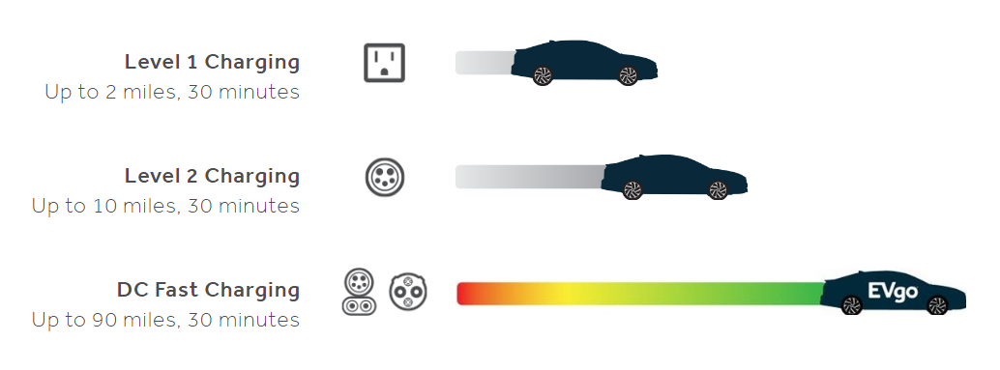 Level 1 Charging
Up to 2 miles, 30 minutes
Level 2 Charging
Up to 10 miles, 30 minutes
DC Fast Charging
Up to 90 miles, 30 minutes
EVgo